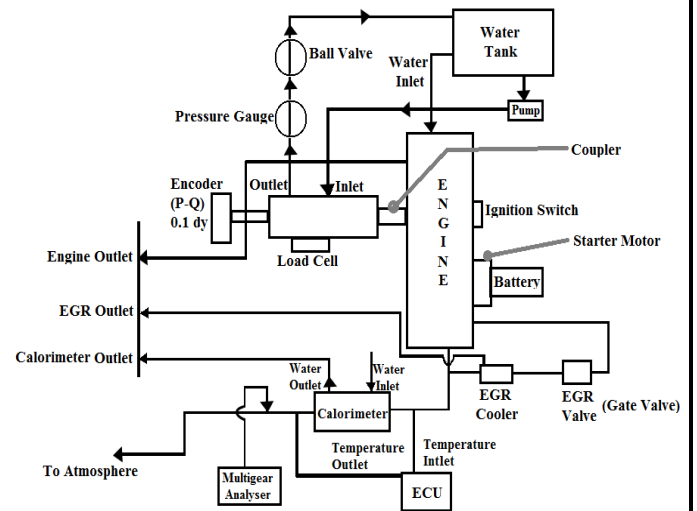 Water
Tank
Ball Valve
Water
Inlet
Pressure Gauge
Pump
Coupler
Encoder
(P-Q)
0.1 dy
Outlet
Inlet
E
N
G
I
N
E
Ignition Switch
Starter Motor
Load Cell
Battery
Engine Outlet
EGR Outlet
Calorimeter Outlet
Water
Outlet
Water
Inlet
Calorimeter
EGR
Cooler
EGR
Valve
(Gate Valve)
Temperature
Outlet
Temperature
Intlet
To Atmosphere
Multigear
Analyser
ECU